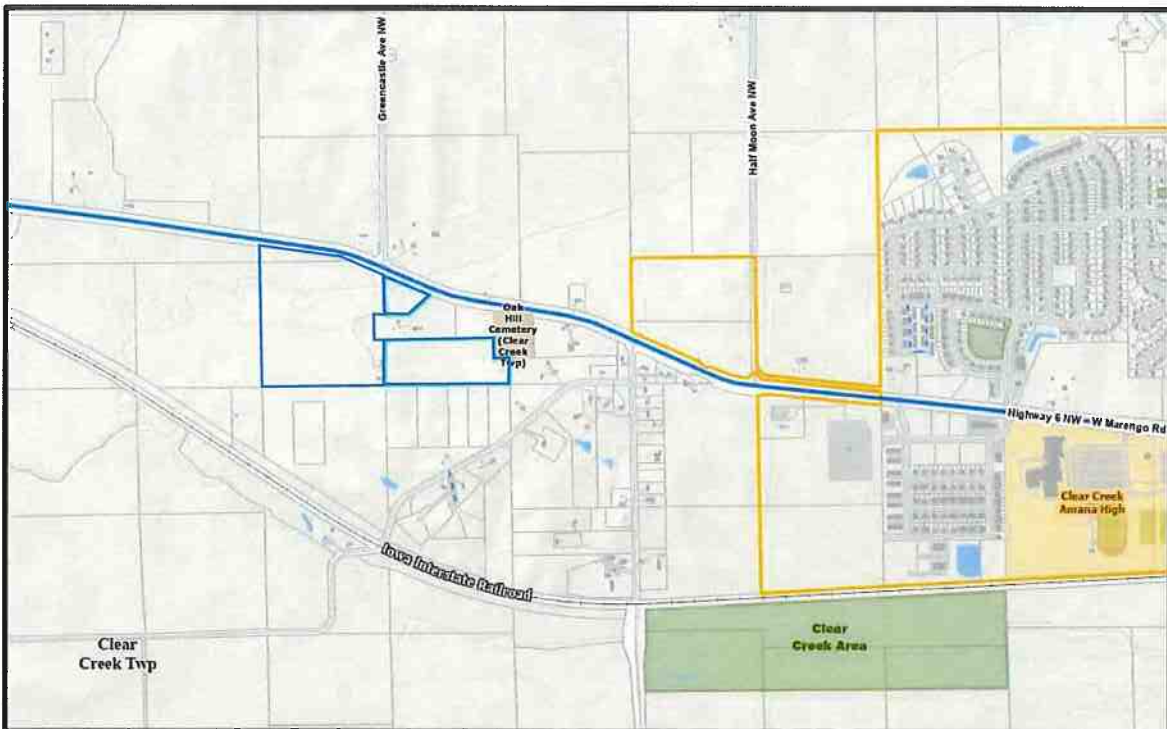 Greencastle Ave NW
Half Moon Ave NW
Oak
Hill
Cemetery
(Clear
Creek
Twp)
Highway 6 NW = W Marengo Rd
Clear Creek
Amana High
Iowa Interstate Railroad
Clear
Creek Area
Clear
Creek Twp